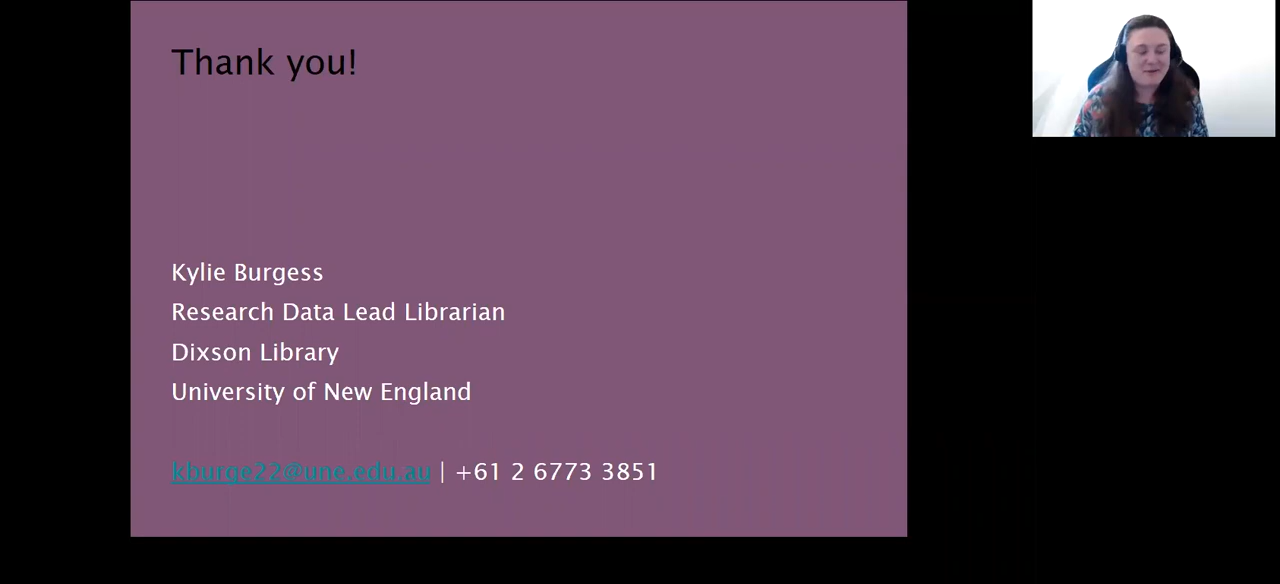 Thank you!
Kylie Burgess
Research Data Lead Librarian
Dixson Library
University of New England
kburge22@une.edu.au | +61 2 6773 3851